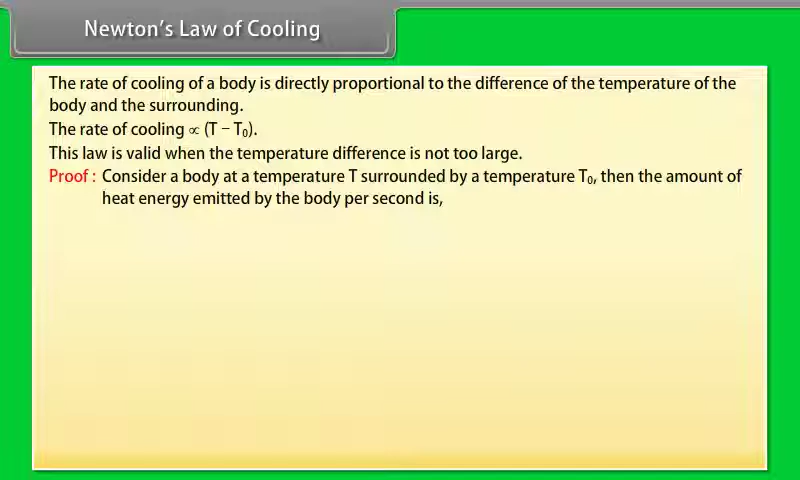 Newton's Law of Cooling
The rate of cooling of a body is directly proportional to the difference of the temperature of the
body and the surrounding.
The rate of cooling ∝ (T − T₀).
This law is valid when the temperature difference is not too large.
Proof : Consider a body at a temperature T surrounded by a temperature T₀, then the amount of
heat energy emitted by the body per second is,